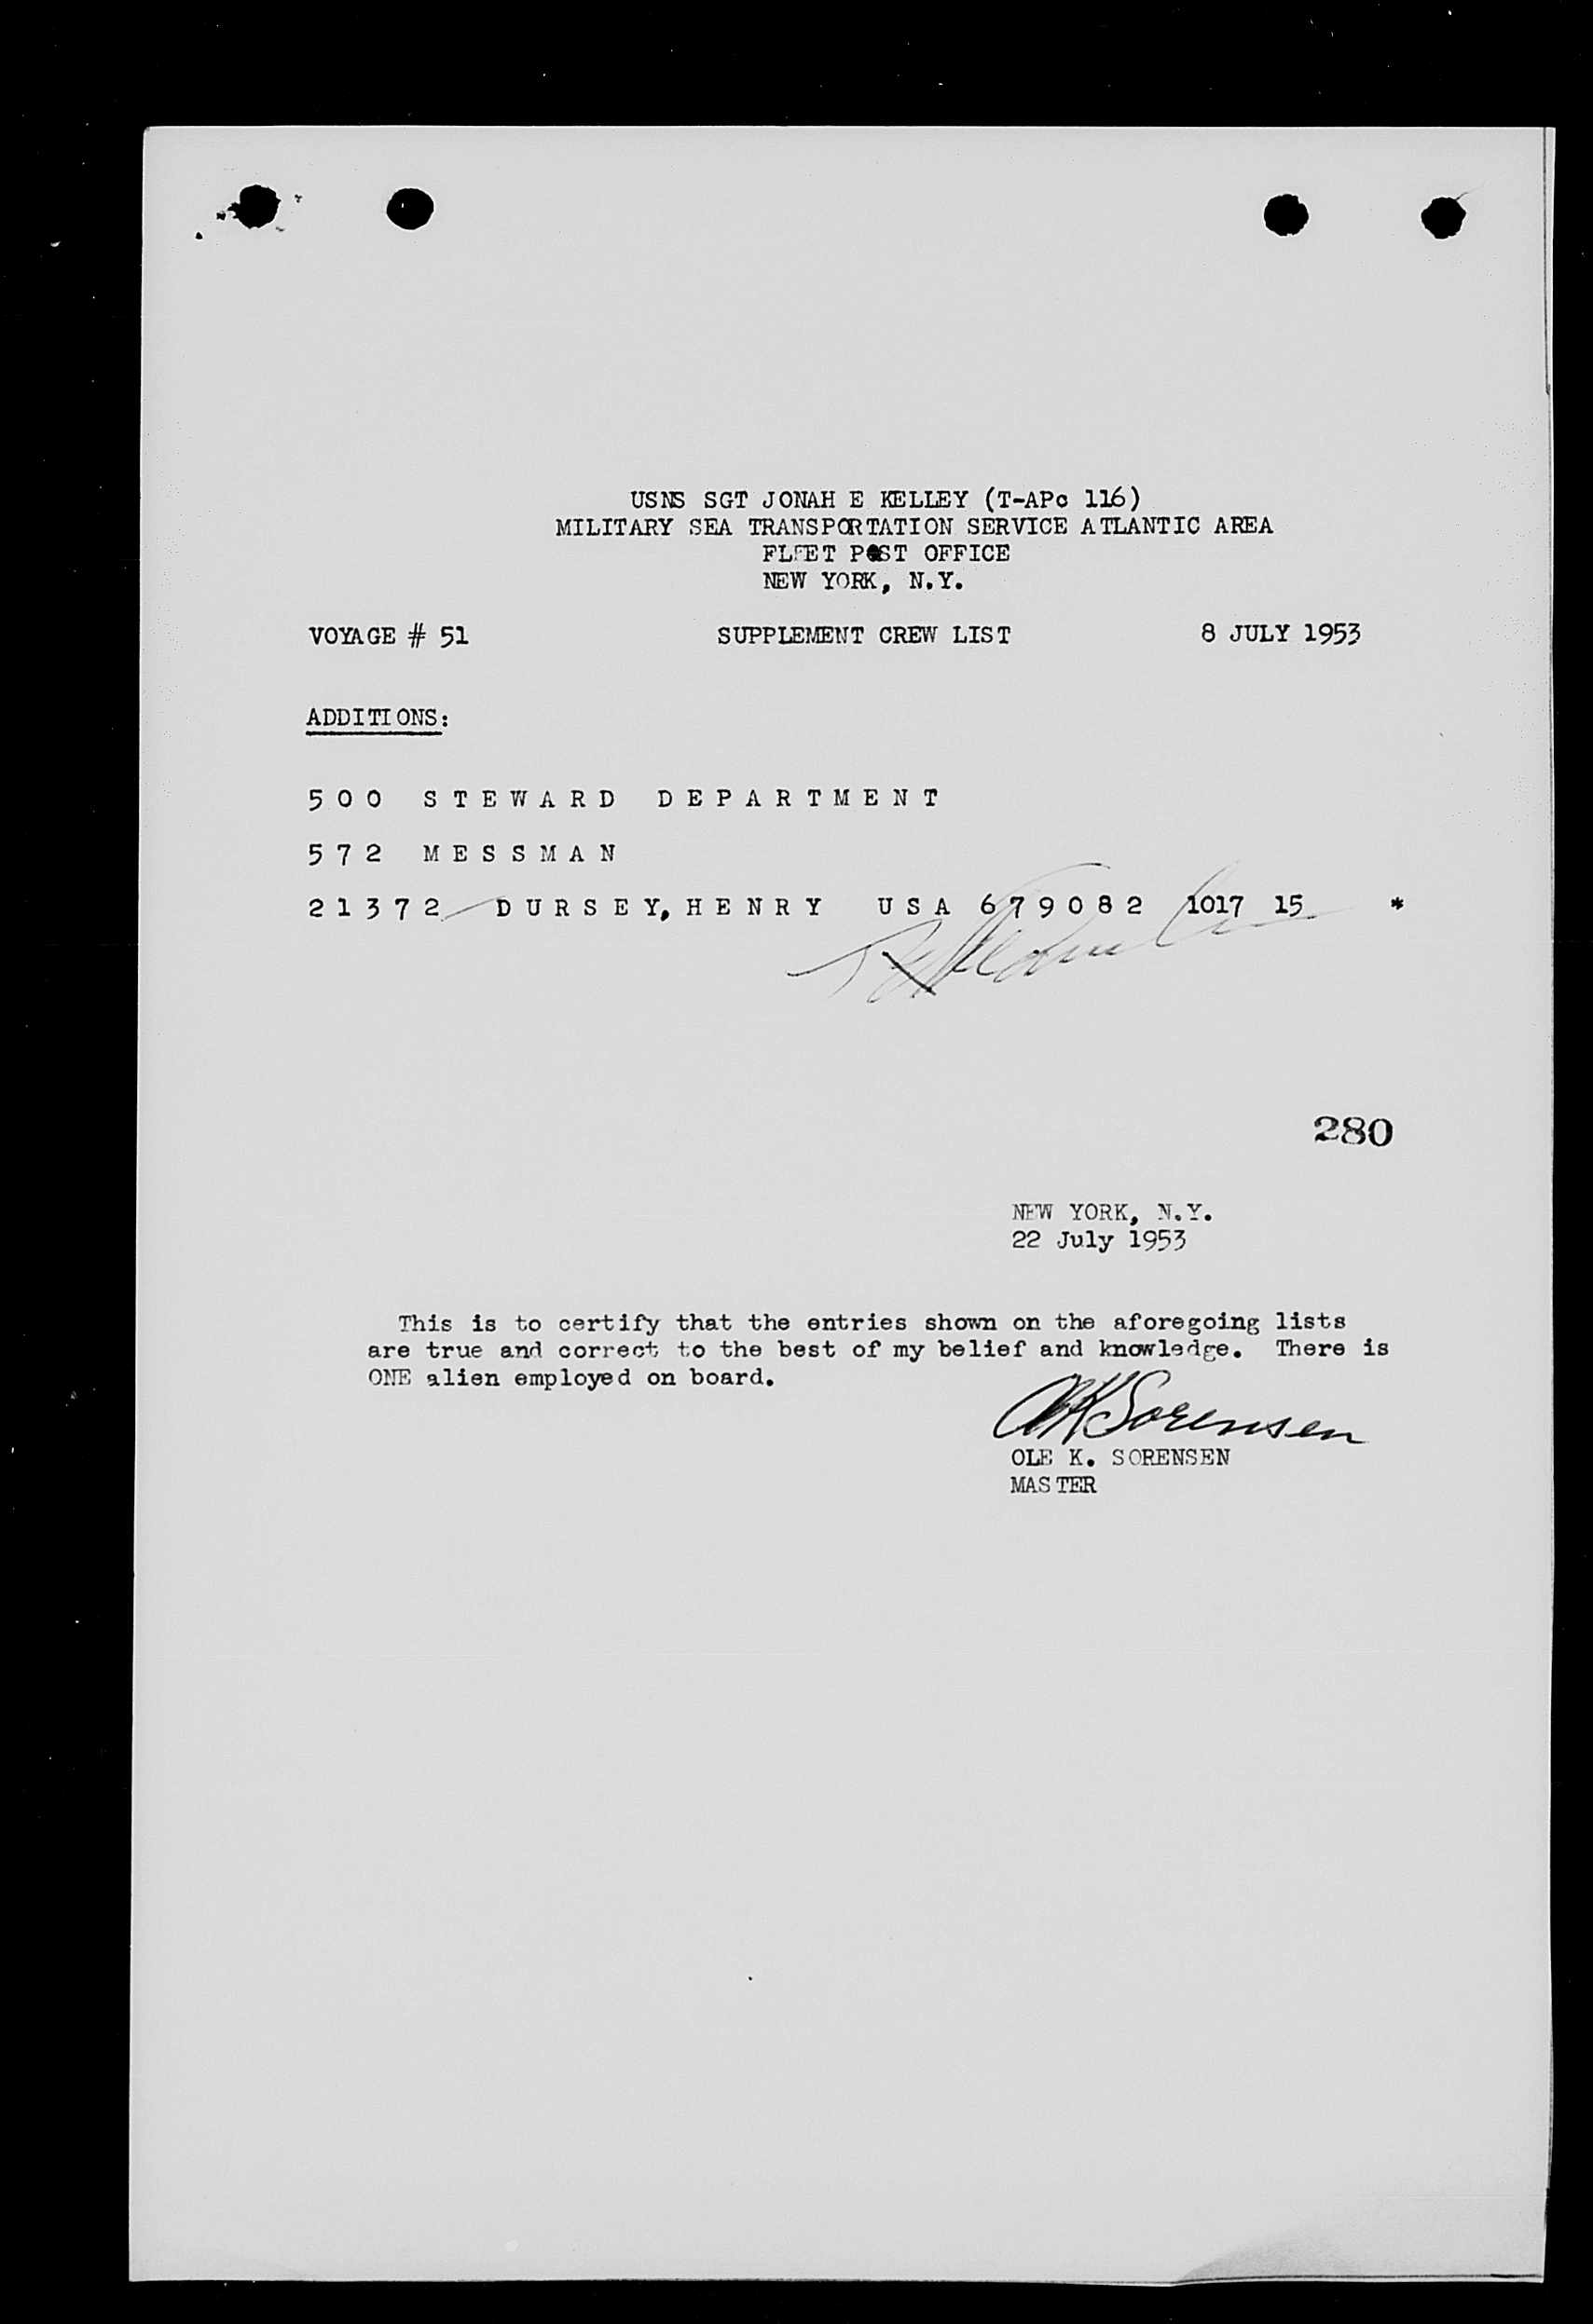 USNS SGT JONAH E KELLEY (T-APc 116)
MILITARY SEA TRANSPORTATION SERVICE ATLANTIC AREA
FLEET POST OFFICE
NEW YORK, N.Y.
VOYAGE # 51 SUPPLEMENT CREW LIST 8 JULY 1953
ADDITIONS:
500 STEWARD DEPARTMENT
572 MESSMAN
21372 DURSEY, HENRY USA 679082 1017 15 *
280
NEW YORK, N.Y.
22 July 1953
This is to certify that the entries shown on the aforegoing lists
are true and correct to the best of my belief and knowledge. There is
ONE alien employed on board.
OK Sorensen
OLE K. SORENSEN
MASTER